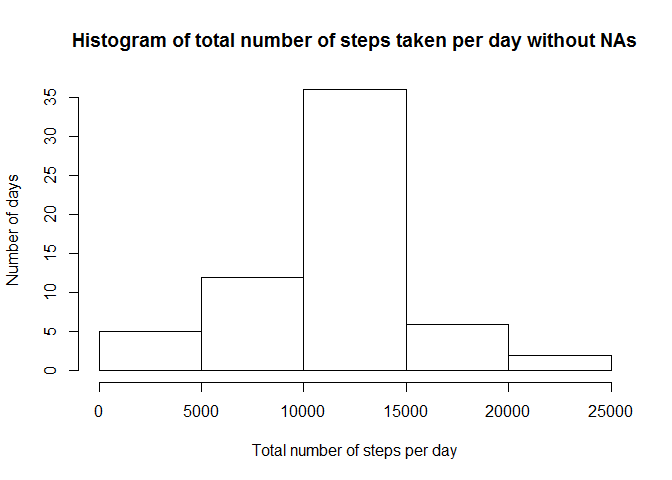 Histogram of total number of steps taken per day without NAs
Number of days
35
30
25
20
15
10
5
0
0 5000 10000 15000 20000 25000
Total number of steps per day